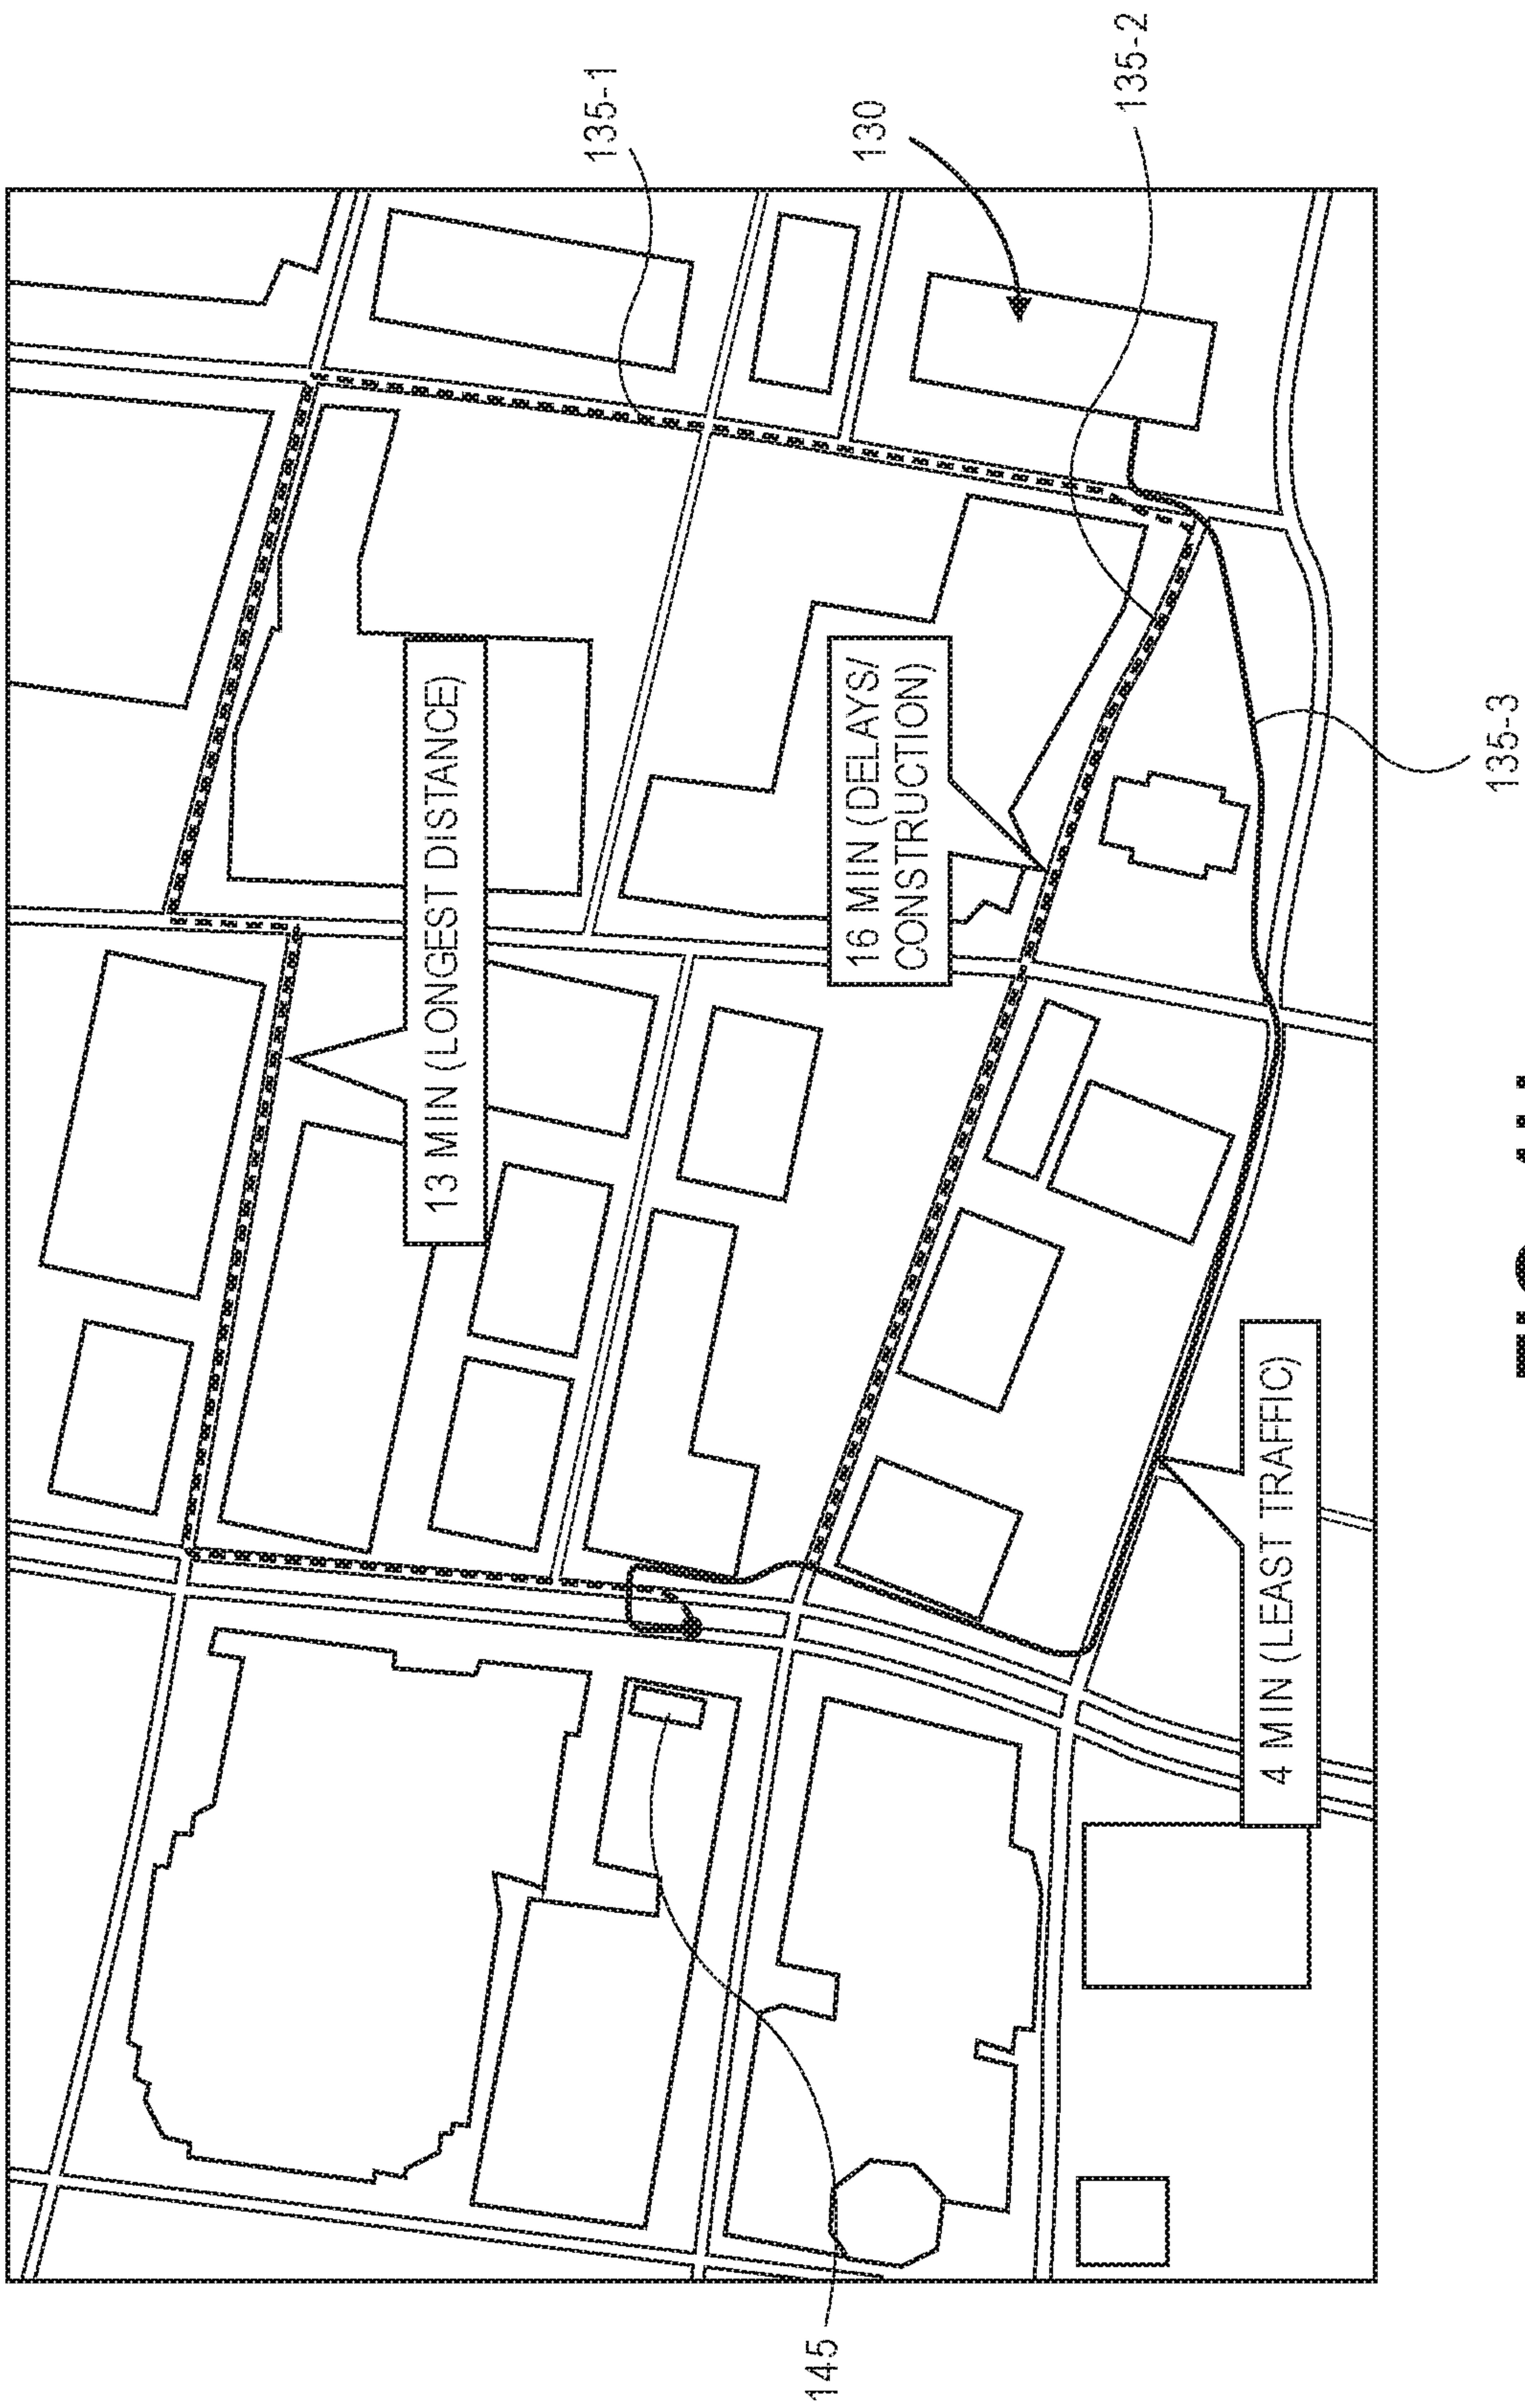 135-1
130
135-2
13 MIN (LONGEST DISTANCE)
16 MIN (DELAYS/
CONSTRUCTION)
135-3
4 MIN (LEAST TRAFFIC)
145